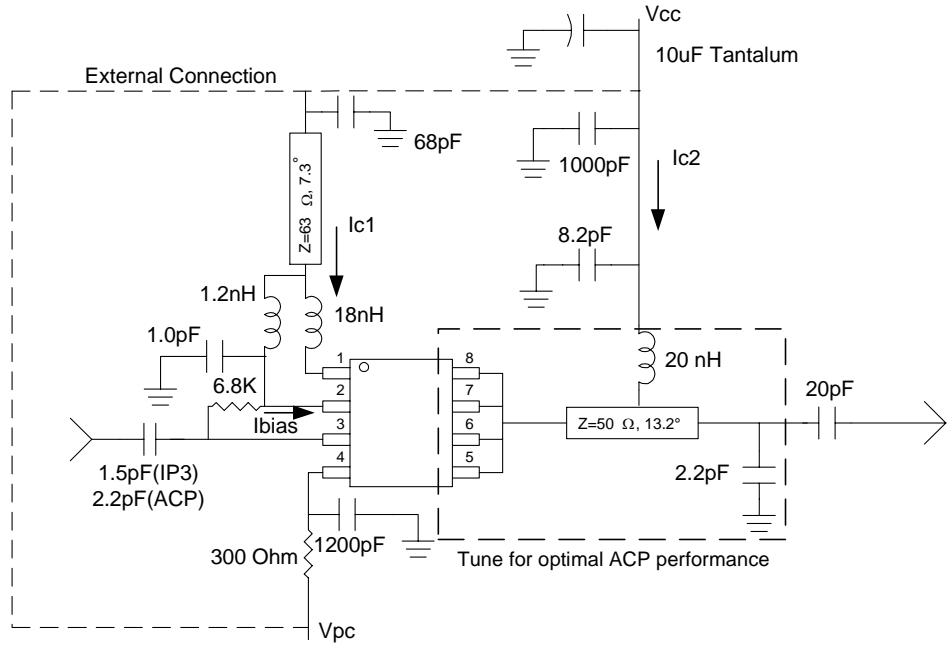 Vcc
10uF Tantalum
External Connection
68pF
1000pF
Ic2
Z=63 Ω, 7.3°
Ic1
8.2pF
1.2nH
18nH
1.0pF
20 nH
6.8K
1
2
3
4
8
7
6
5
Ibias
Z=50 Ω, 13.2°
20pF
1.5pF(IP3)
2.2pF(ACP)
2.2pF
300 Ohm
1200pF
Tune for optimal ACP performance
Vpc